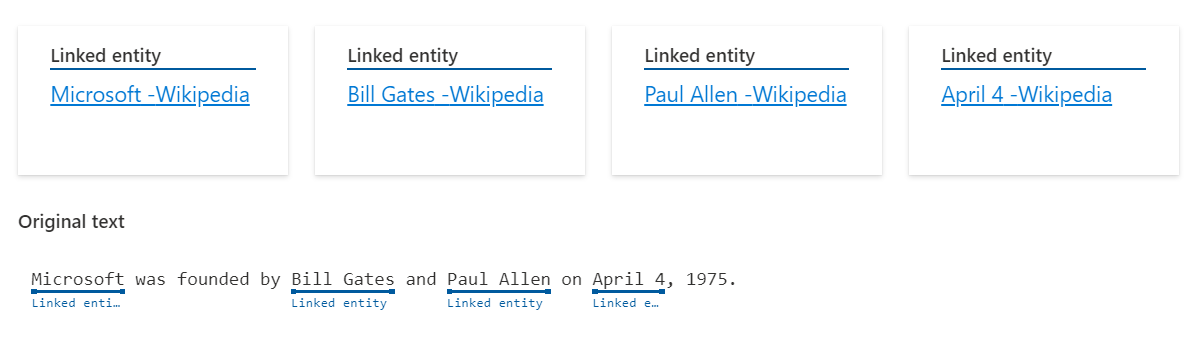 Linked entity Linked entity Linked entity Linked entity
Microsoft -Wikipedia Bill Gates -Wikipedia Paul Allen -Wikipedia April 4 -Wikipedia
Original text
Microsoft was founded by Bill Gates and Paul Allen on April 4, 1975.
Linked enti… Linked entity Linked entity Linked e…